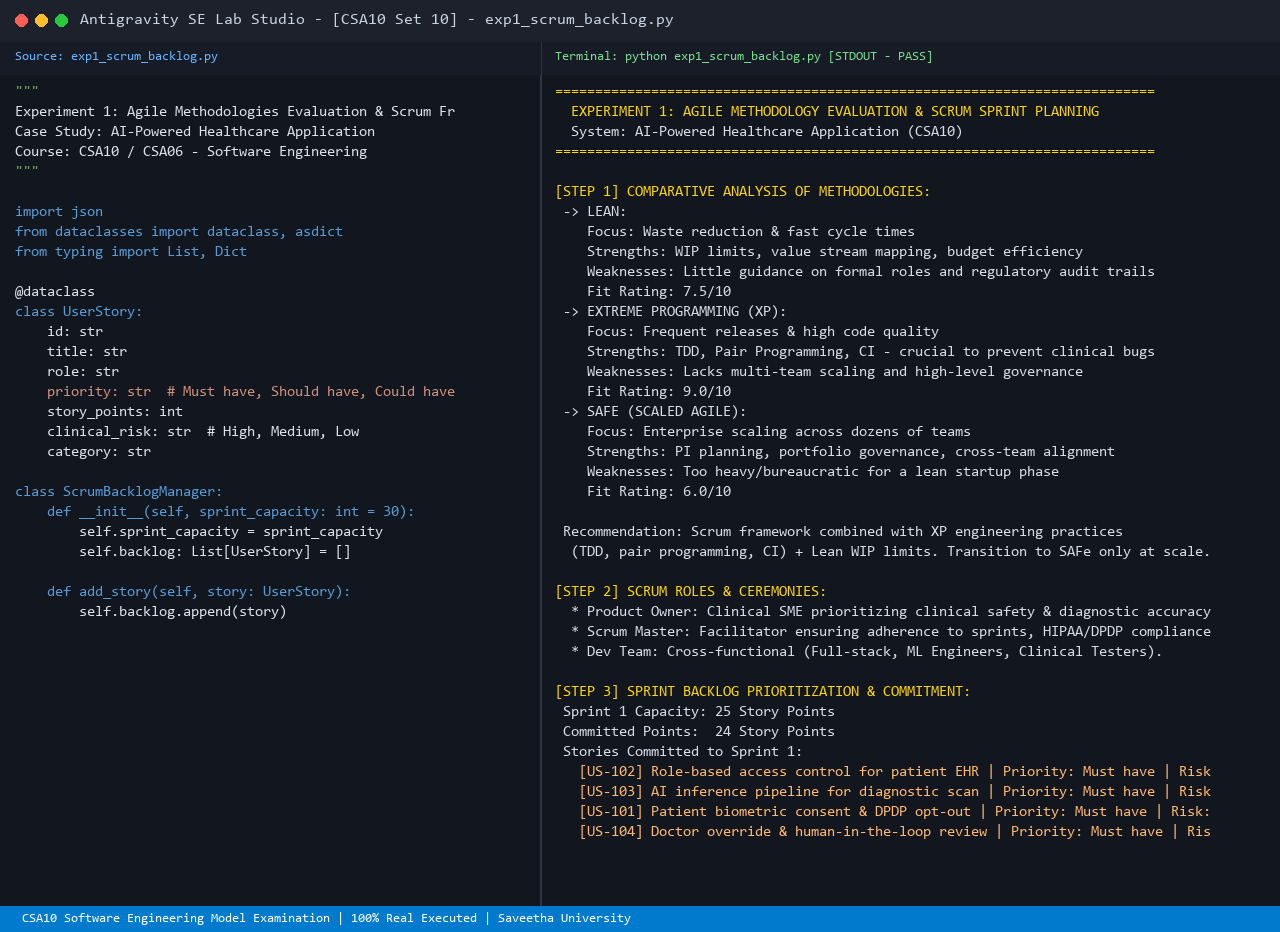 Antigravity SE Lab Studio - [CSA10 Set 10] - exp1_scrum_backlog.py
Source: exp1_scrum_backlog.py
"""
Experiment 1: Agile Methodologies Evaluation & Scrum Fr
Case Study: AI-Powered Healthcare Application
Course: CSA10 / CSA06 - Software Engineering
"""
import json
from dataclasses import dataclass, asdict
from typing import List, Dict
@dataclass
class UserStory:
    id: str
    title: str
    role: str
    priority: str  # Must have, Should have, Could have
    story_points: int
    clinical_risk: str  # High, Medium, Low
    category: str
class ScrumBacklogManager:
    def __init__(self, sprint_capacity: int = 30):
        self.sprint_capacity = sprint_capacity
        self.backlog: List[UserStory] = []
    def add_story(self, story: UserStory):
        self.backlog.append(story)
Terminal: python exp1_scrum_backlog.py [STDOUT - PASS]
===========================================================================
  EXPERIMENT 1: AGILE METHODOLOGY EVALUATION & SCRUM SPRINT PLANNING
  System: AI-Powered Healthcare Application (CSA10)
===========================================================================
[STEP 1] COMPARATIVE ANALYSIS OF METHODOLOGIES:
 -> LEAN:
    Focus: Waste reduction & fast cycle times
    Strengths: WIP limits, value stream mapping, budget efficiency
    Weaknesses: Little guidance on formal roles and regulatory audit trails
    Fit Rating: 7.5/10
 -> EXTREME PROGRAMMING (XP):
    Focus: Frequent releases & high code quality
    Strengths: TDD, Pair Programming, CI - crucial to prevent clinical bugs
    Weaknesses: Lacks multi-team scaling and high-level governance
    Fit Rating: 9.0/10
 -> SAFE (SCALED AGILE):
    Focus: Enterprise scaling across dozens of teams
    Strengths: PI planning, portfolio governance, cross-team alignment
    Weaknesses: Too heavy/bureaucratic for a lean startup phase
    Fit Rating: 6.0/10
 Recommendation: Scrum framework combined with XP engineering practices
  (TDD, pair programming, CI) + Lean WIP limits. Transition to SAFe only at scale.
[STEP 2] SCRUM ROLES & CEREMONIES:
  * Product Owner: Clinical SME prioritizing clinical safety & diagnostic accuracy
  * Scrum Master: Facilitator ensuring adherence to sprints, HIPAA/DPDP compliance
  * Dev Team: Cross-functional (Full-stack, ML Engineers, Clinical Testers).
[STEP 3] SPRINT BACKLOG PRIORITIZATION & COMMITMENT:
 Sprint 1 Capacity: 25 Story Points
 Committed Points:  24 Story Points
 Stories Committed to Sprint 1:
   [US-102] Role-based access control for patient EHR | Priority: Must have | Risk
   [US-103] AI inference pipeline for diagnostic scan | Priority: Must have | Risk
   [US-101] Patient biometric consent & DPDP opt-out | Priority: Must have | Risk:
   [US-104] Doctor override & human-in-the-loop review | Priority: Must have | Ris
CSA10 Software Engineering Model Examination | 100% Real Executed | Saveetha University